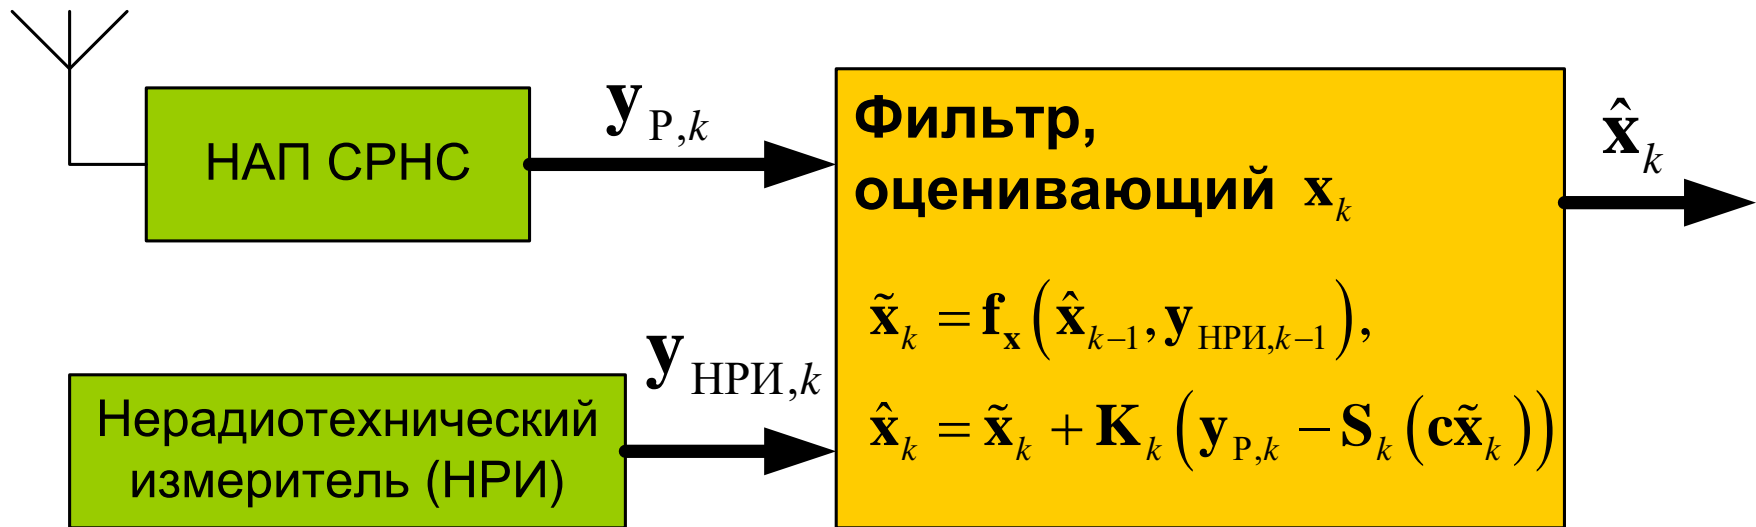 НАП СРНС
y_{Р,k}
Фильтр,
оценивающий x_k
x̂_k
Нерадиотехнический
измеритель (НРИ)
y_{НРИ,k}
x̃_k = f_x(x̂_{k−1}, y_{НРИ,k−1}),
x̂_k = x̃_k + K_k(y_{Р,k} − S_k(cx̃_k))